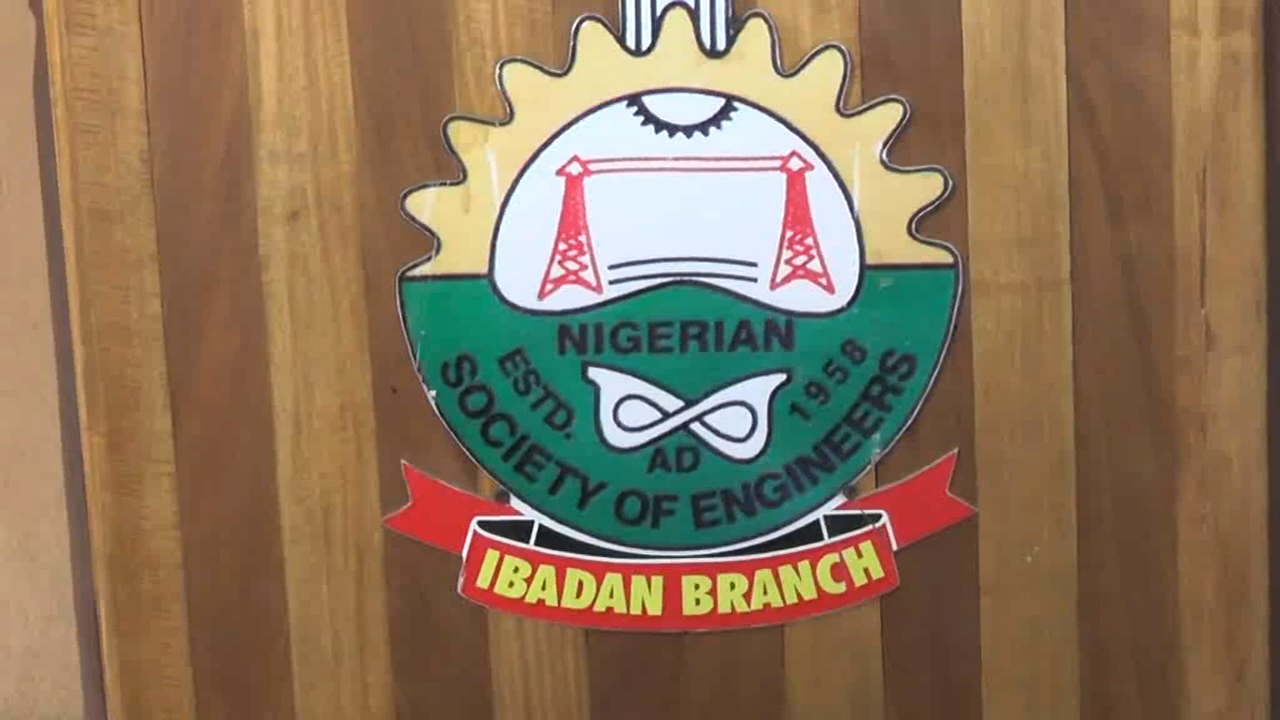 NIGERIAN
ESTD. AD 1958
SOCIETY OF ENGINEERS
IBADAN BRANCH